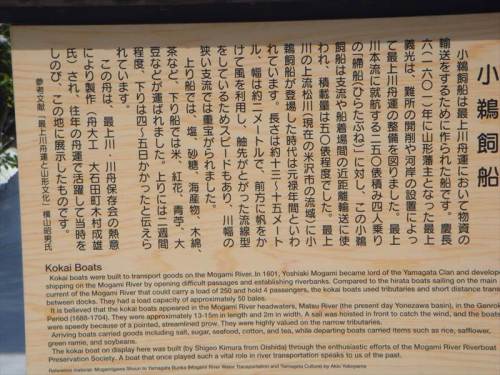 小鵜飼船
小鵜飼船は最上川舟運において物資の
輸送をするために作られた船です。慶長
六（一六〇一）年に山形藩主となった最上
義光は、難所の開削や河岸の設置によっ
て最上川舟運の整備を図りました。最上
川本流に就航する二五〇俵積み四人乗り
の「艜船（ひらたぶね）」に対し、この小鵜
飼船は支流や船着場間の近距離輸送に使
われ、積載量は五〇俵程度でした。最上
川の上流松川（現在の米沢市の流域）に小
鵜飼船が登場した時代は元禄年間といわ
れています。長さは約十三～十五メート
ル、幅は約二メートルで、前方に帆をか
けて風を利用し、舳先がとがった流線型
をしているためスピードもあり、川幅の
狭い支流では重宝がられました。
上り船では、塩、砂糖、海産物、木綿、
茶など、下り船では米、紅花、青苧、大
豆などが運ばれました。上りには二週間
程度、下りは四～五日かかったと伝えら
れています。
この舟は、最上川・川舟保存会の熱意
により製作（舟大工 大石田町木村成雄
氏）され、往年の舟運で活躍して当時を
しのび、この地に展示したものです。
参考文献「最上川舟運と山形文化」横山昭男氏
Kokai Boats
Kokai boats were built to transport goods on the Mogami River. In 1601, Yoshiaki Mogami became lord of the Yamagata Clan and develop
shipping on the Mogami River by opening difficult passages and establishing riverbanks. Compared to the hirata boats sailing on the main
current of the Mogami River that could carry a load of 250 and hold 4 passengers, the kokai boats used tributaries and short distance tran
between docks. They had a load capacity of approximately 50 bales.
It is believed that the kokai boats appeared in the Mogami River headwaters, Matsu River (the present day Yonezawa basin), in the Genro
Period (1688-1704). They were approximately 13-15m in length and 2m in width. A sail was hoisted in front to catch the wind, and the boats
were speedy because of a pointed, streamlined prow. They were highly valued on the narrow tributaries.
Arriving boats carried goods including salt, sugar, seafood, cotton, and tea, while departing boats carried items such as rice, safflower,
green ramie, and soybeans.
The kokai boat on display here was built (by Shigeo Kimura from Oishida) through the enthusiastic efforts of the Mogami River Riverboat
Preservation Society. A boat that once played such a vital role in river transportation speaks to us of the past.
Reference material: Mogamigawa Shuun to Yamagata Bunka (Mogami River Water Transportation and Yamagata Culture) by Akio Yokoyama